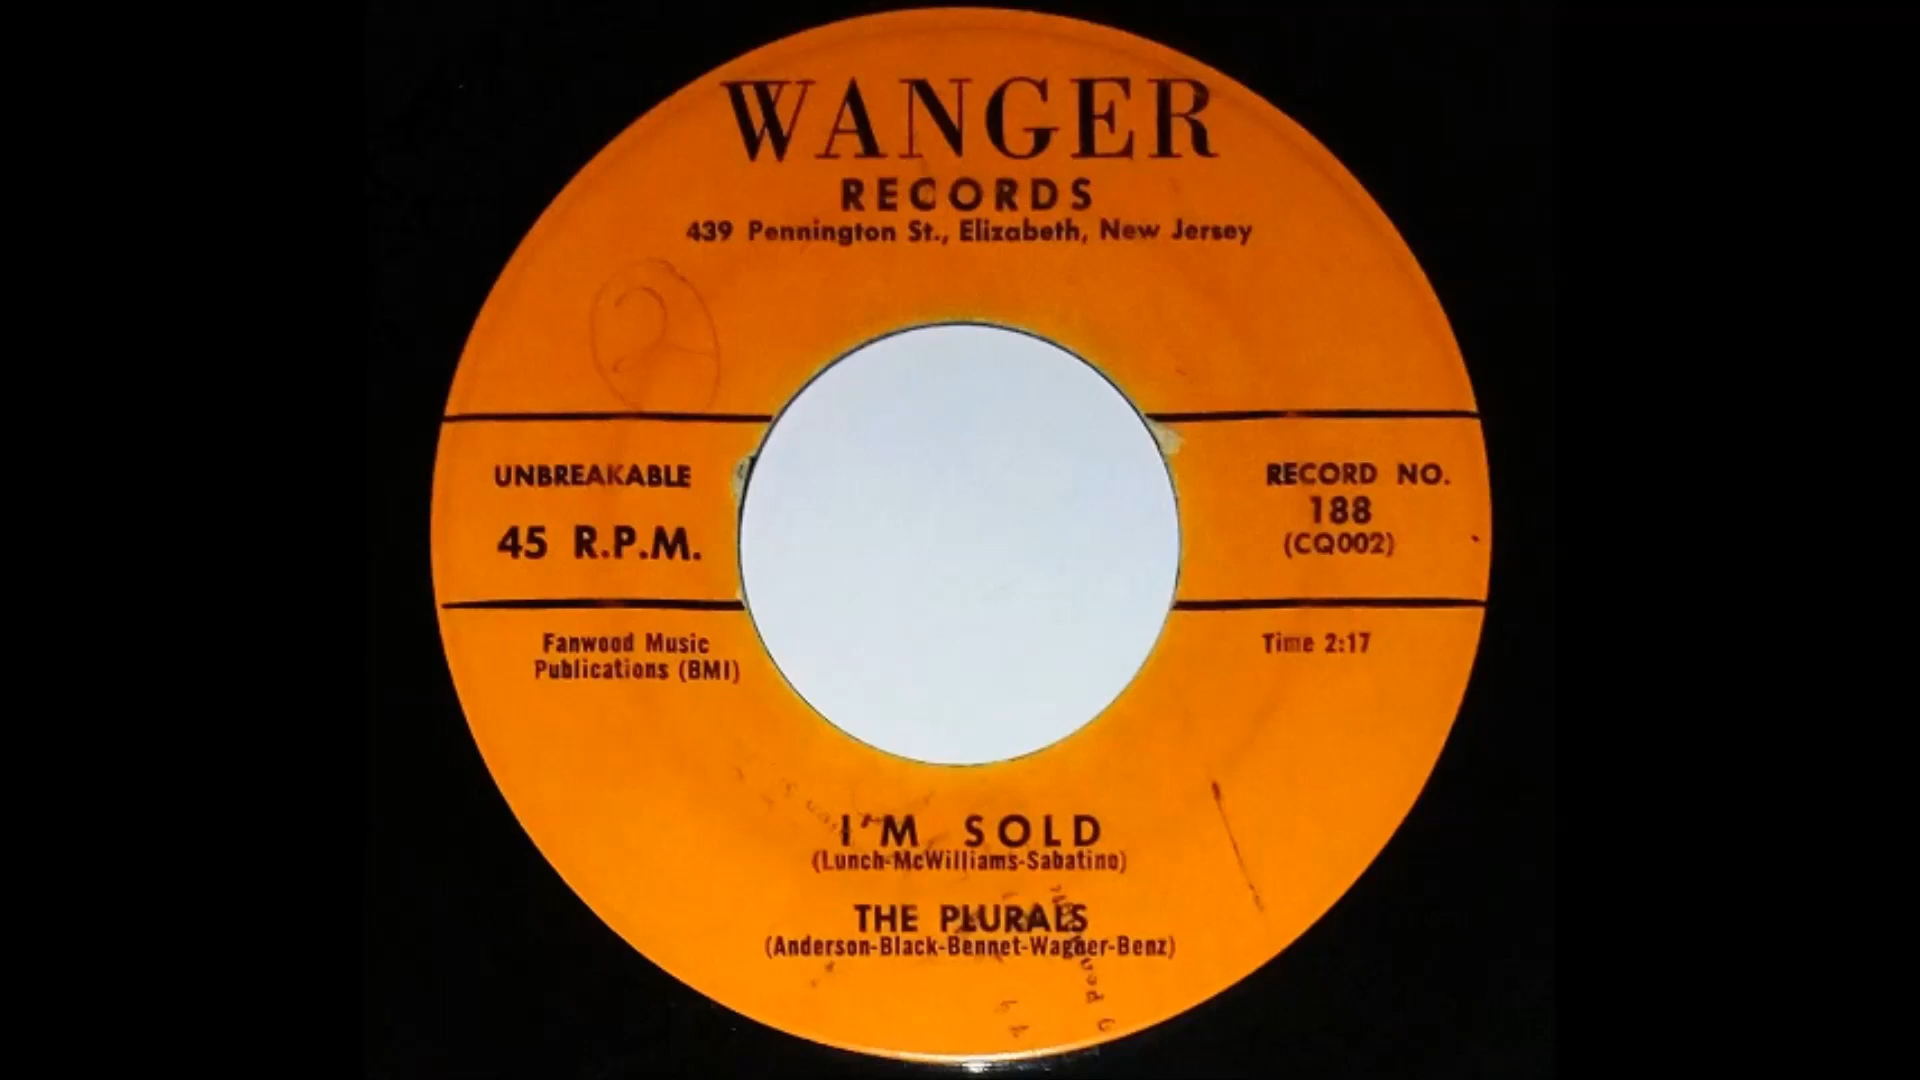 WANGER
RECORDS
439 Pennington St., Elizabeth, New Jersey
2
UNBREAKABLE
45 R.P.M.
RECORD NO.
188
(CQ002)
Fanwood Music
Publications (BMI)
Time 2:17
I'M SOLD
(Lunch-McWilliams-Sabatino)
THE PLURALS
(Anderson-Black-Bennet-Wagner-Benz)